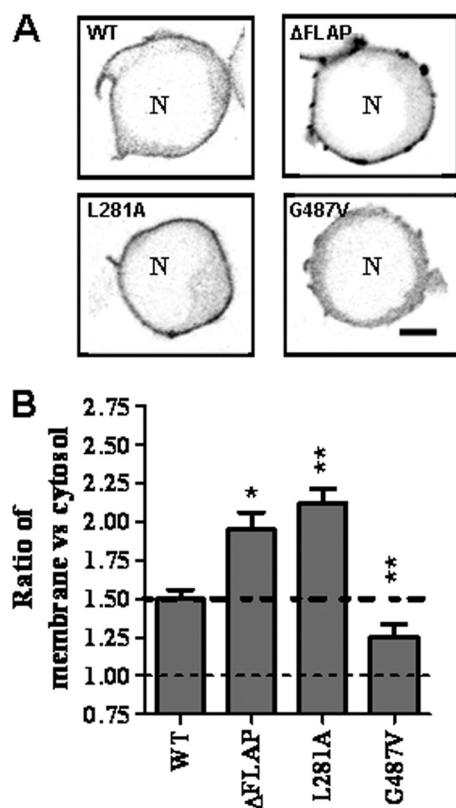 A
WT
N
ΔFLAP
N
L281A
N
G487V
N
B
Ratio of
membrane vs cytosol
2.75
2.50
2.25
2.00
1.75
1.50
1.25
1.00
0.75
*
**
**
WT
ΔFLAP
L281A
G487V